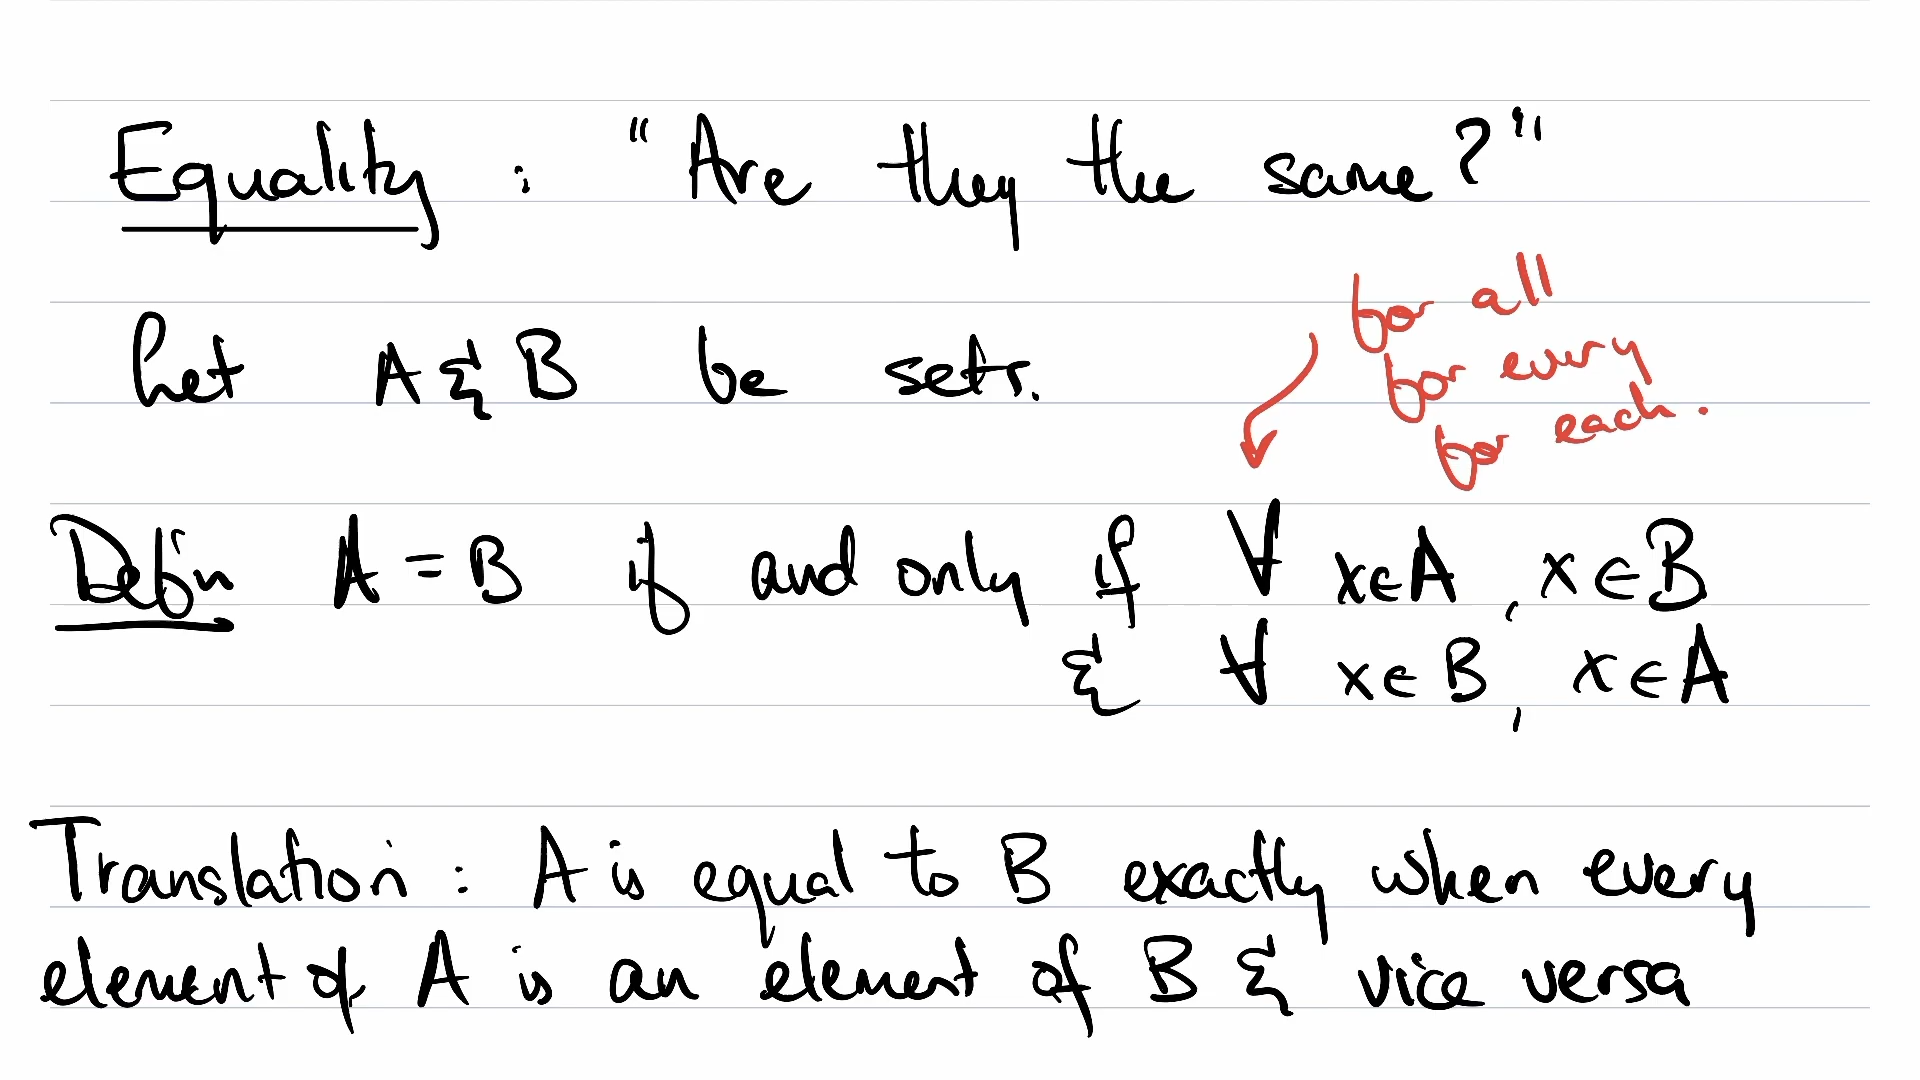 Equality : "Are they the same?"
for all
for every
for each.
Let A & B be sets.
Defn A = B if and only if ∀ x∈A, x∈B
& ∀ x∈B, x∈A
Translation : A is equal to B exactly when every
element of A is an element of B & vice versa